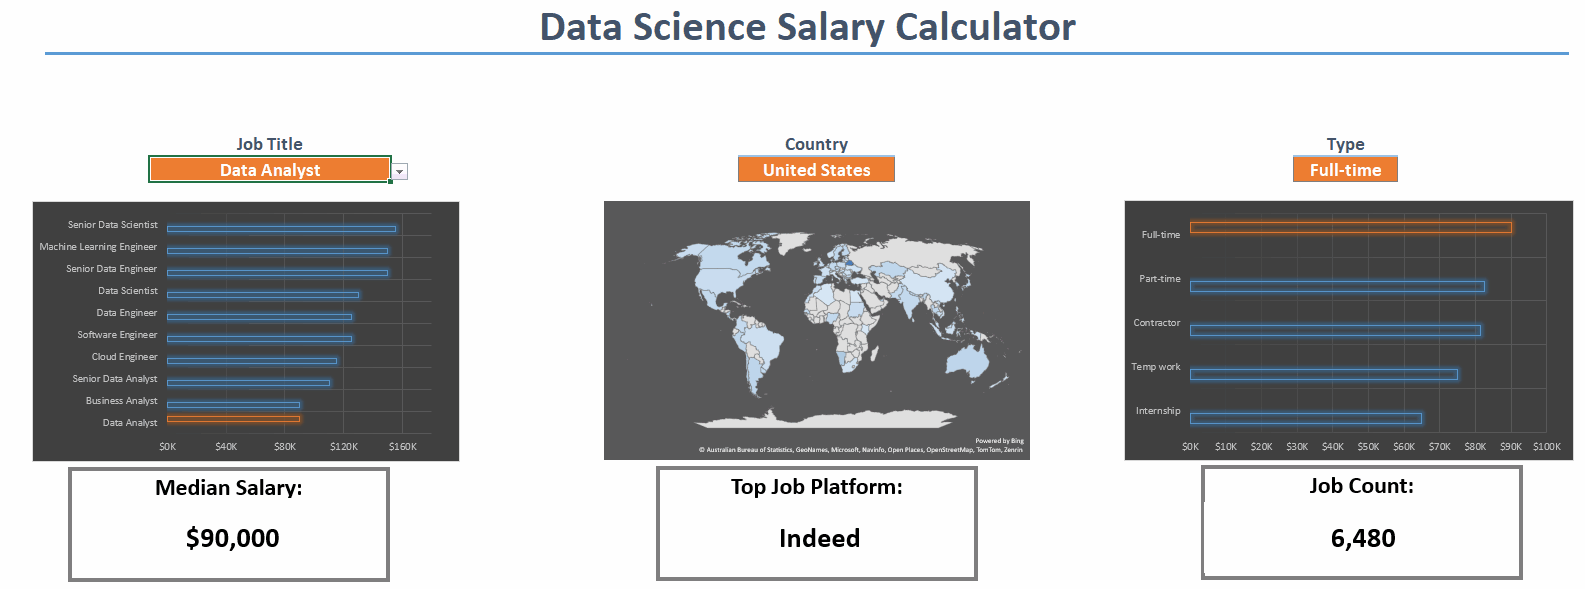 Data Science Salary Calculator
Job Title
Data Analyst
Country
United States
Type
Full-time
Senior Data Scientist
Machine Learning Engineer
Senior Data Engineer
Data Scientist
Data Engineer
Software Engineer
Cloud Engineer
Senior Data Analyst
Business Analyst
Data Analyst
$0K $40K $80K $120K $160K
Powered by Bing
© Australian Bureau of Statistics, GeoNames, Microsoft, Navinfo, Open Places, OpenStreetMap, TomTom, Zenrin
Full-time
Part-time
Contractor
Temp work
Internship
$0K $10K $20K $30K $40K $50K $60K $70K $80K $90K $100K
Median Salary:
$90,000
Top Job Platform:
Indeed
Job Count:
6,480